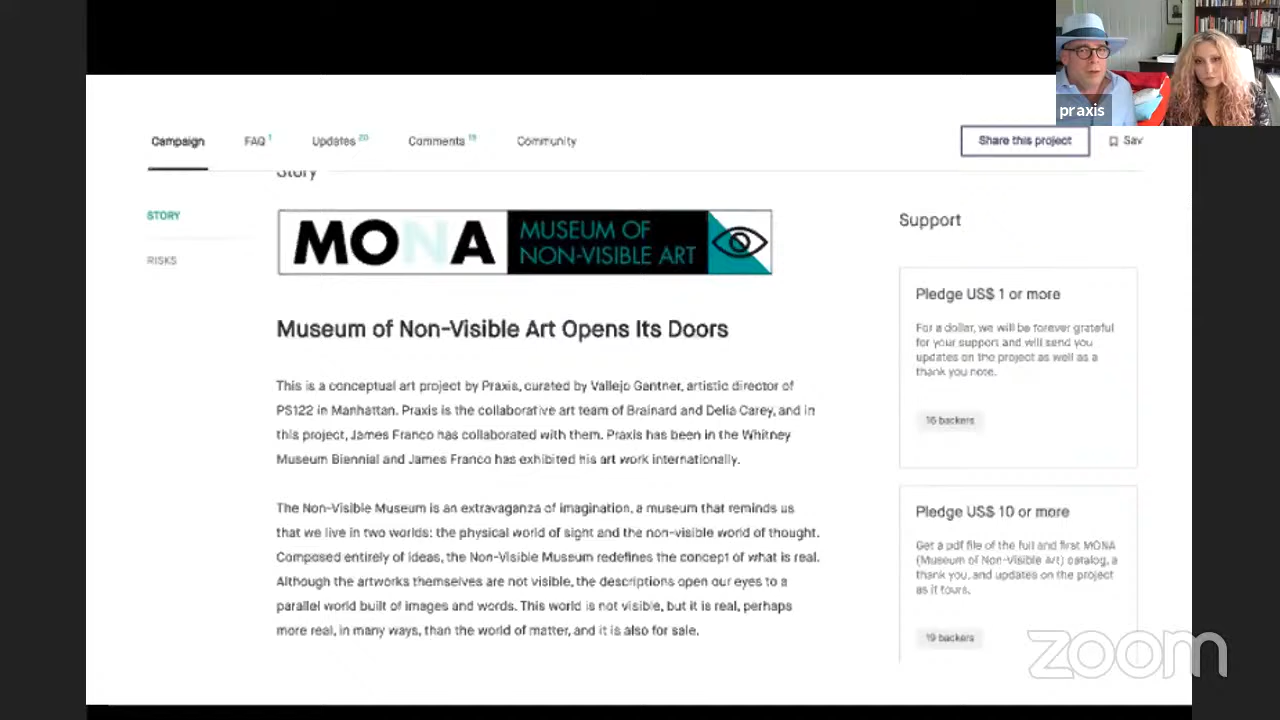 praxis
Campaign FAQ 1 Updates 20 Comments 19 Community Share this project Sav
Story
STORY
RISKS
MONA MUSEUM OF
NON-VISIBLE ART
Museum of Non-Visible Art Opens Its Doors
This is a conceptual art project by Praxis, curated by Vallejo Gantner, artistic director of
PS122 in Manhattan. Praxis is the collaborative art team of Brainard and Delia Carey, and in
this project, James Franco has collaborated with them. Praxis has been in the Whitney
Museum Biennial and James Franco has exhibited his art work internationally.
The Non-Visible Museum is an extravaganza of imagination, a museum that reminds us
that we live in two worlds: the physical world of sight and the non-visible world of thought.
Composed entirely of ideas, the Non-Visible Museum redefines the concept of what is real.
Although the artworks themselves are not visible, the descriptions open our eyes to a
parallel world built of images and words. This world is not visible, but it is real, perhaps
more real, in many ways, than the world of matter, and it is also for sale.
Support
Pledge US$ 1 or more
For a dollar, we will be forever grateful
for your support and will send you
updates on the project as well as a
thank you note.
16 backers
Pledge US$ 10 or more
Get a pdf file of the full and first MONA
(Museum of Non-Visible Art) catalog, a
thank you, and updates on the project
as it tours.
19 backers
zoom